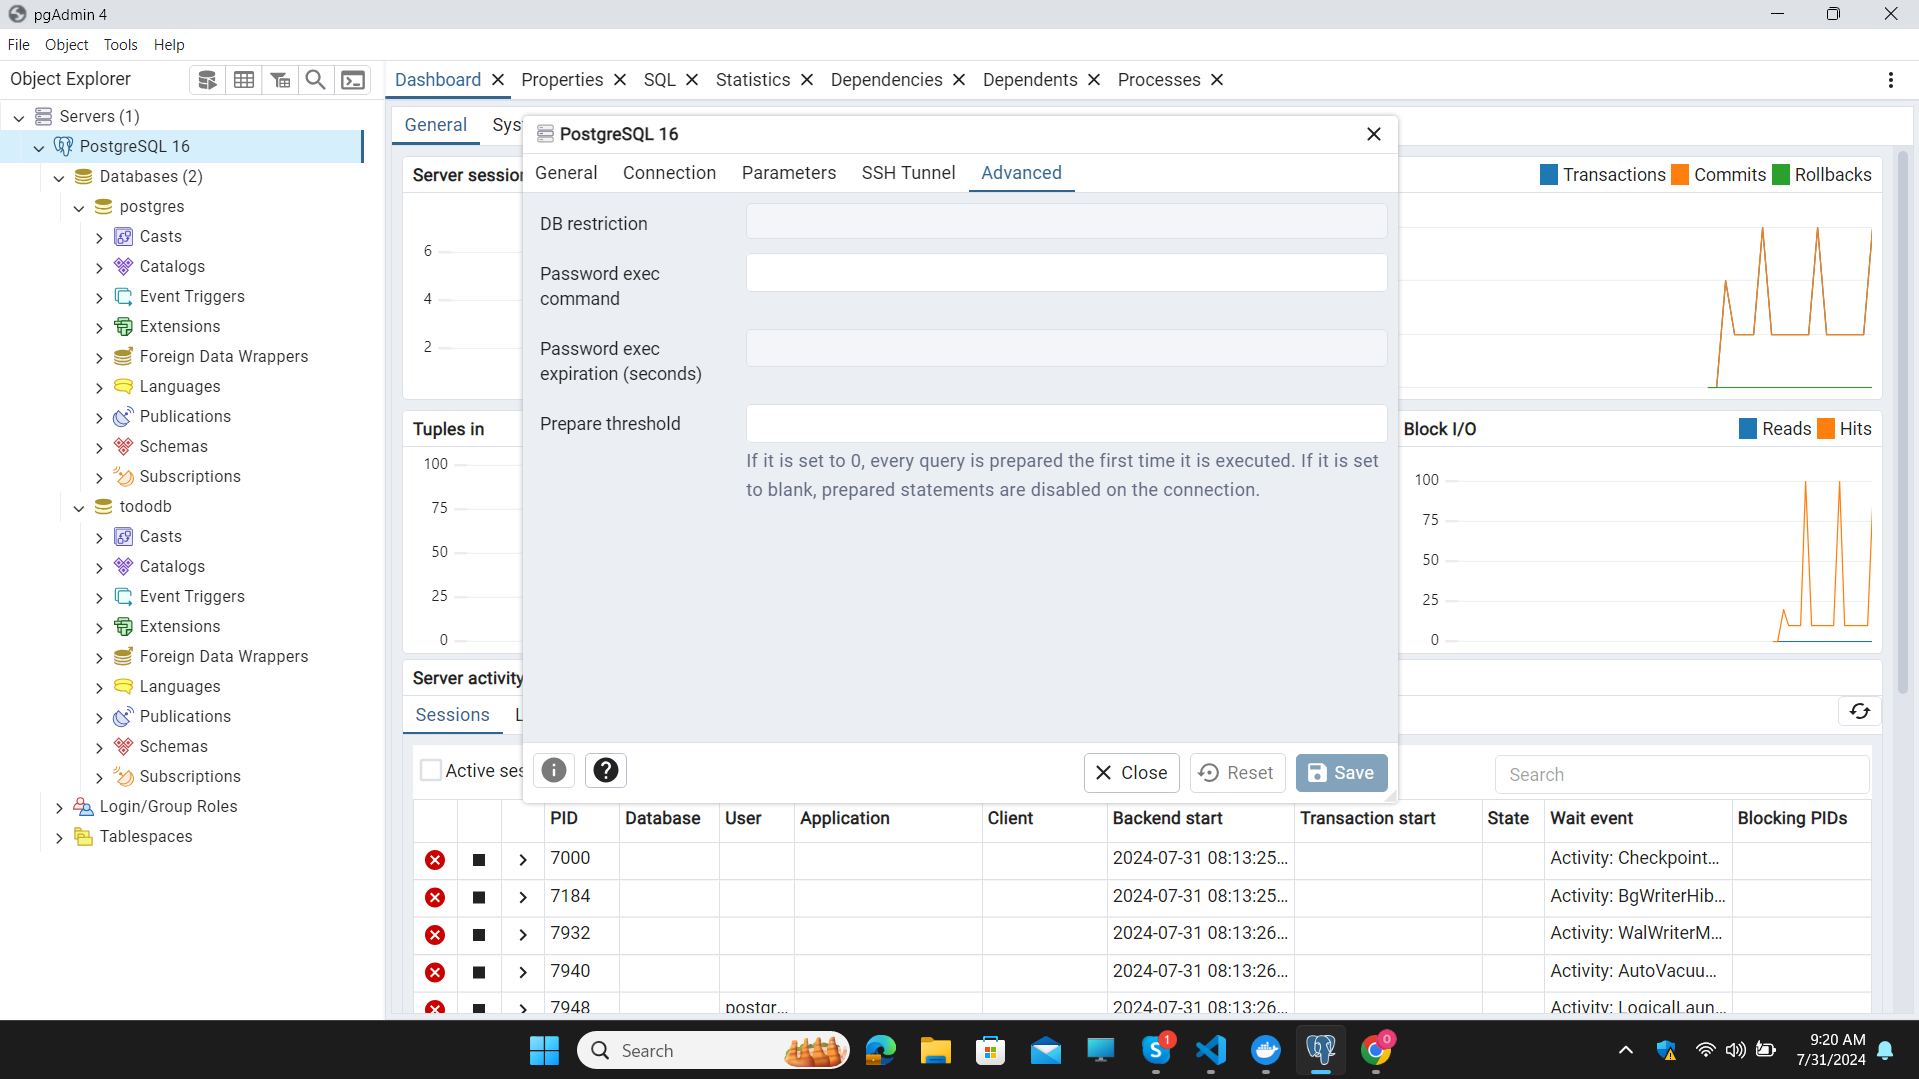 pgAdmin 4
File Object Tools Help
Object Explorer
Dashboard Properties SQL Statistics Dependencies Dependents Processes
Servers (1)
PostgreSQL 16
Databases (2)
postgres
Casts
Catalogs
Event Triggers
Extensions
Foreign Data Wrappers
Languages
Publications
Schemas
Subscriptions
tododb
Casts
Catalogs
Event Triggers
Extensions
Foreign Data Wrappers
Languages
Publications
Schemas
Subscriptions
Login/Group Roles
Tablespaces
General Sys
Server session
Transactions Commits Rollbacks
6
4
2
Tuples in
100
75
50
25
0
Block I/O
Reads Hits
100
75
50
25
0
PostgreSQL 16
General Connection Parameters SSH Tunnel Advanced
DB restriction
Password exec
command
Password exec
expiration (seconds)
Prepare threshold
If it is set to 0, every query is prepared the first time it is executed. If it is set
to blank, prepared statements are disabled on the connection.
Close Reset Save
Server activity
Sessions L
Active ses
Search
PID Database User Application Client Backend start Transaction start State Wait event Blocking PIDs
7000 2024-07-31 08:13:25... Activity: Checkpoint...
7184 2024-07-31 08:13:25... Activity: BgWriterHib...
7932 2024-07-31 08:13:26... Activity: WalWriterM...
7940 2024-07-31 08:13:26... Activity: AutoVacuu...
7948 postgr... 2024-07-31 08:13:26... Activity: LogicalLaun...
Search
1
0
9:20 AM
7/31/2024